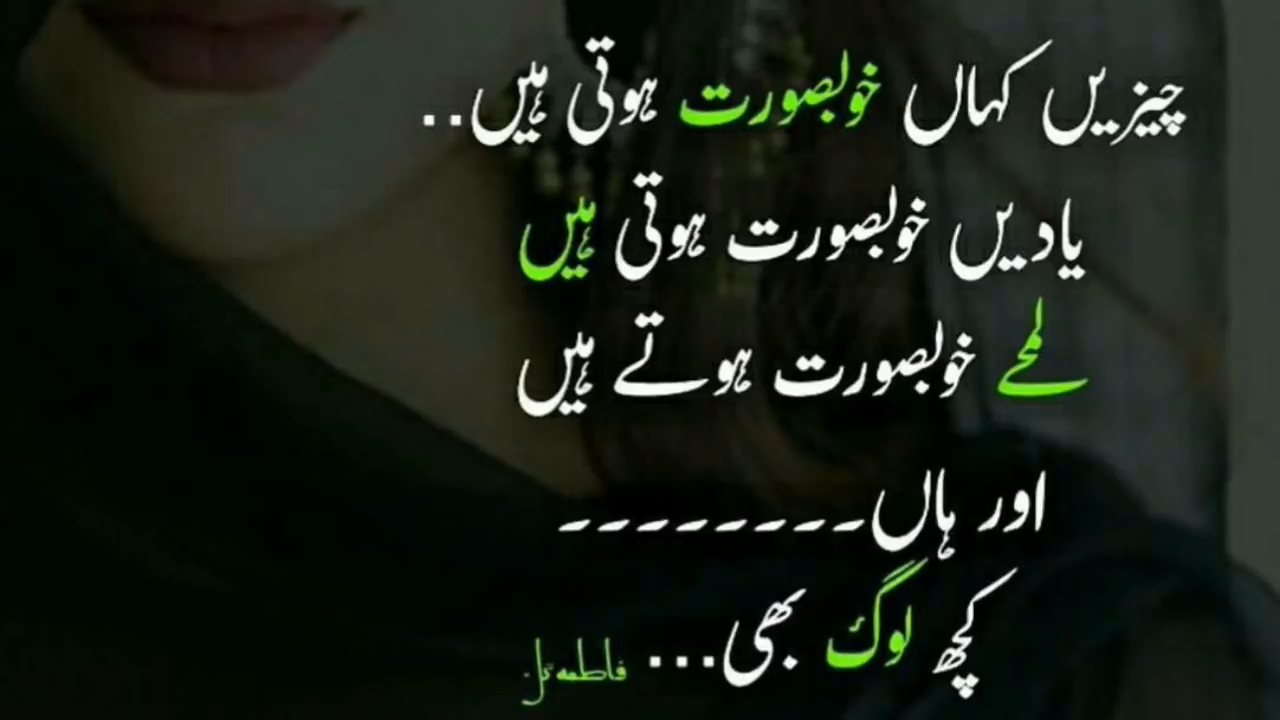 چیزیں کہاں خوبصورت ہوتی ہیں..
یادیں خوبصورت ہوتی ہیں
لمحے خوبصورت ہوتے ہیں
اور ہاں--------
کچھ لوگ بھی...
فاطمہ گل